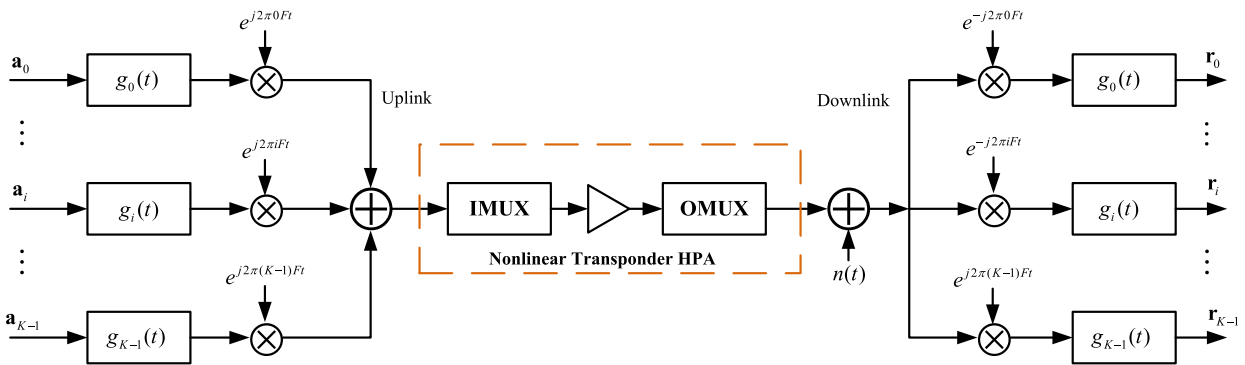 e^{j2π0Ft}
a_0
g_0(t)
Uplink
⋮
e^{j2πiFt}
a_i
g_i(t)
⋮
e^{j2π(K−1)Ft}
a_{K−1}
g_{K−1}(t)
IMUX
OMUX
Nonlinear Transponder HPA
n(t)
Downlink
e^{−j2π0Ft}
g_0(t)
r_0
⋮
e^{−j2πiFt}
g_i(t)
r_i
⋮
e^{j2π(K−1)Ft}
g_{K−1}(t)
r_{K−1}